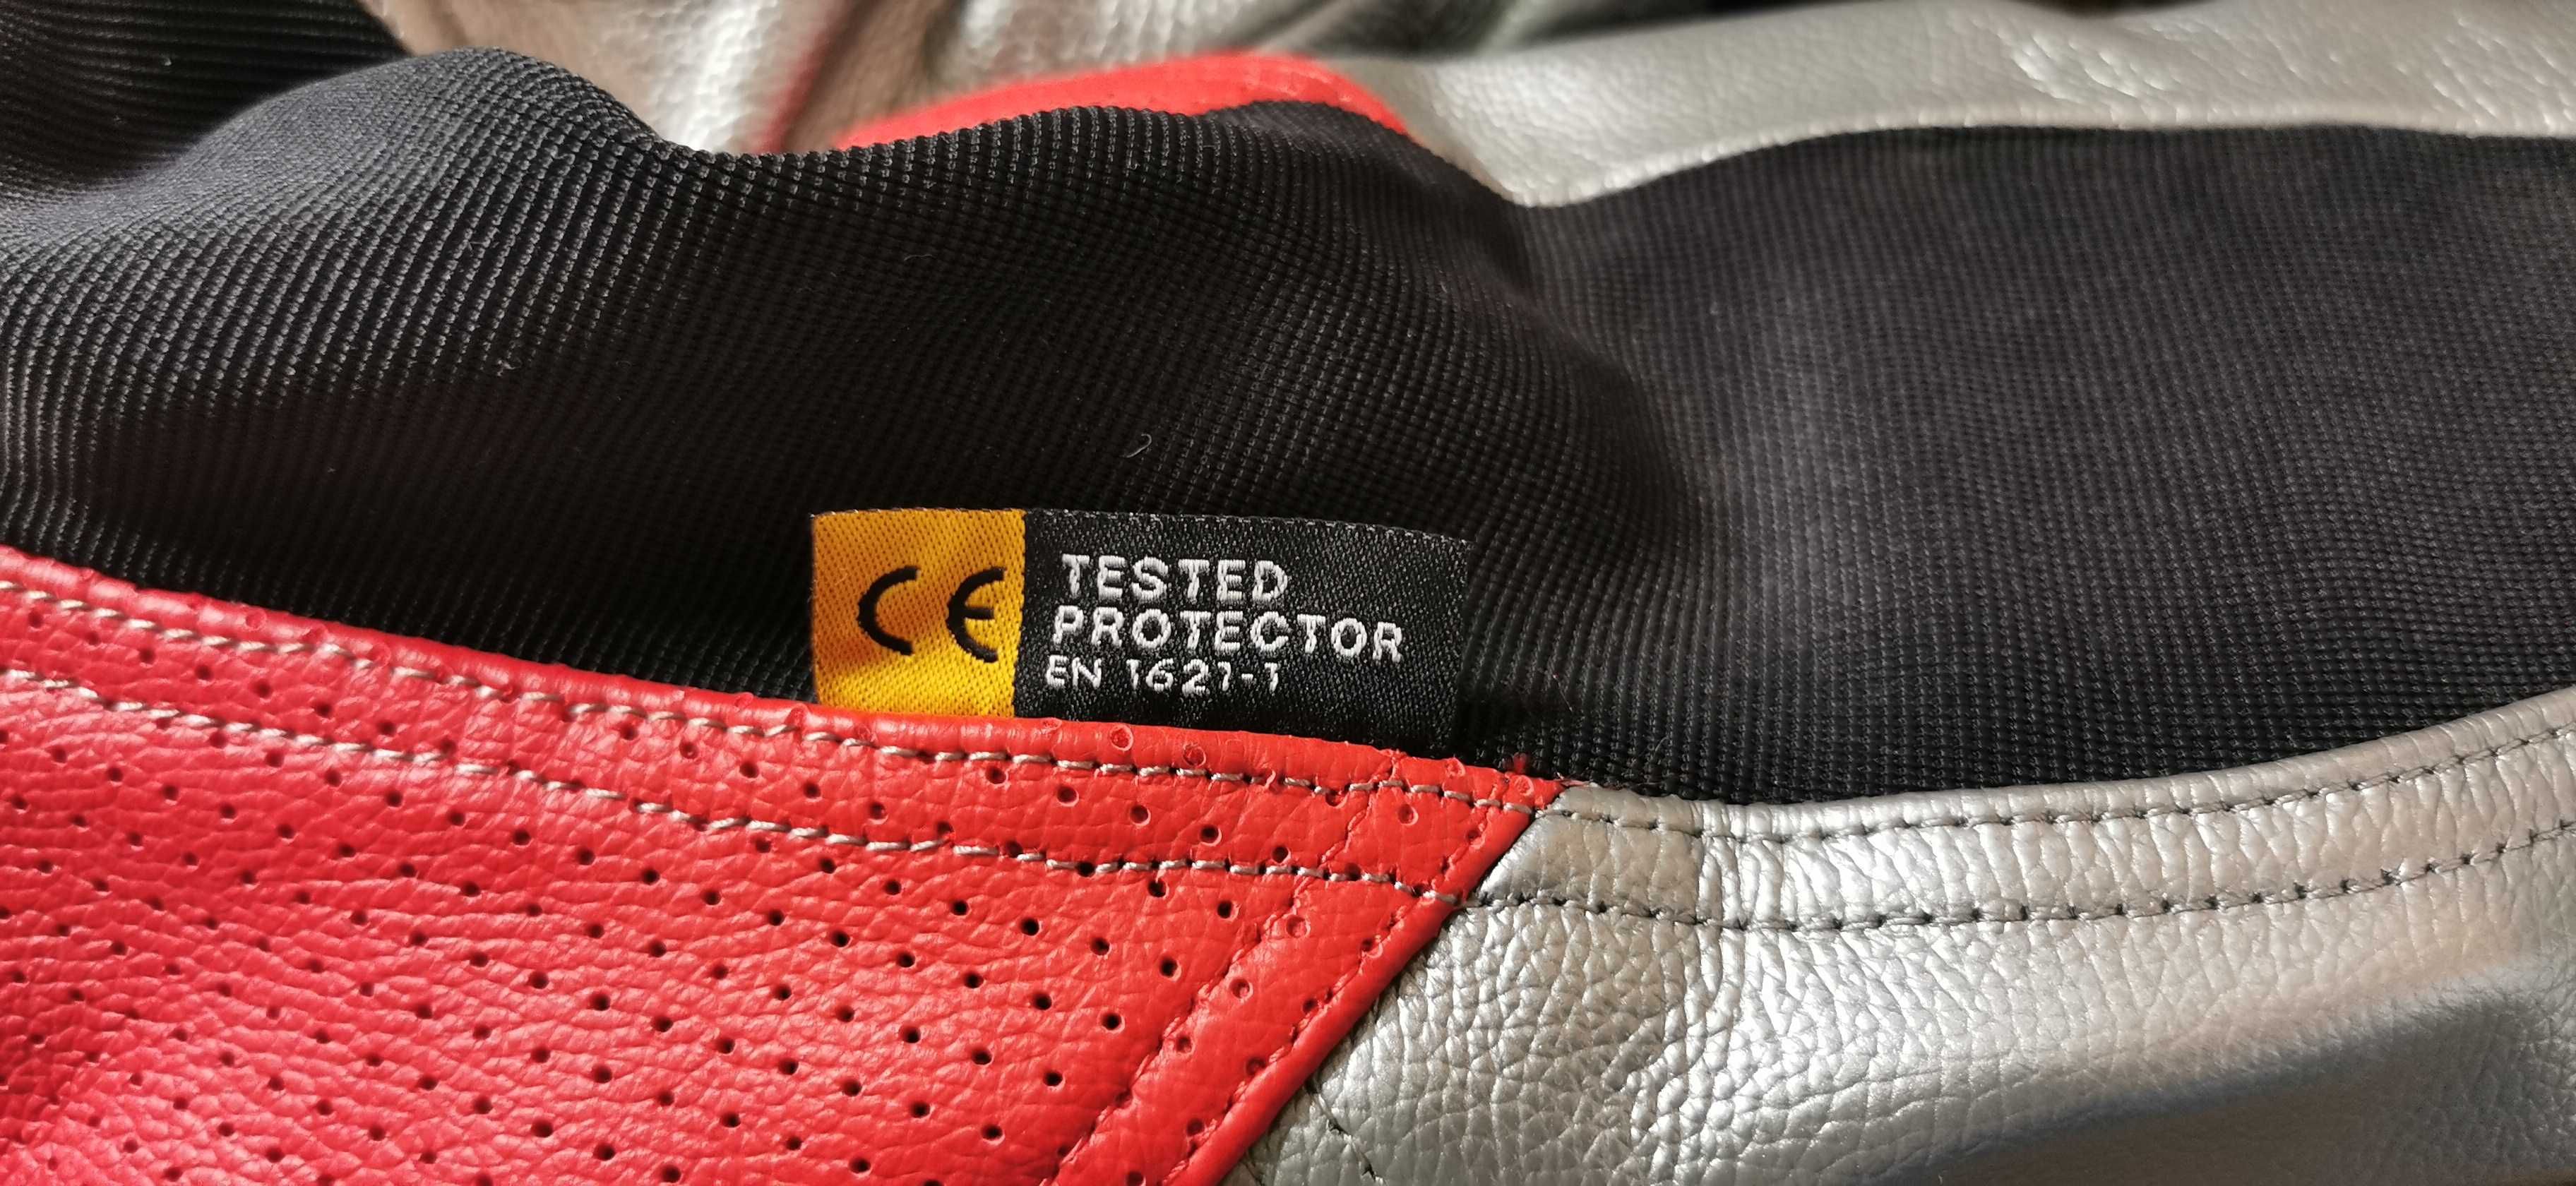 CE
TESTED
PROTECTOR
EN 1621-1